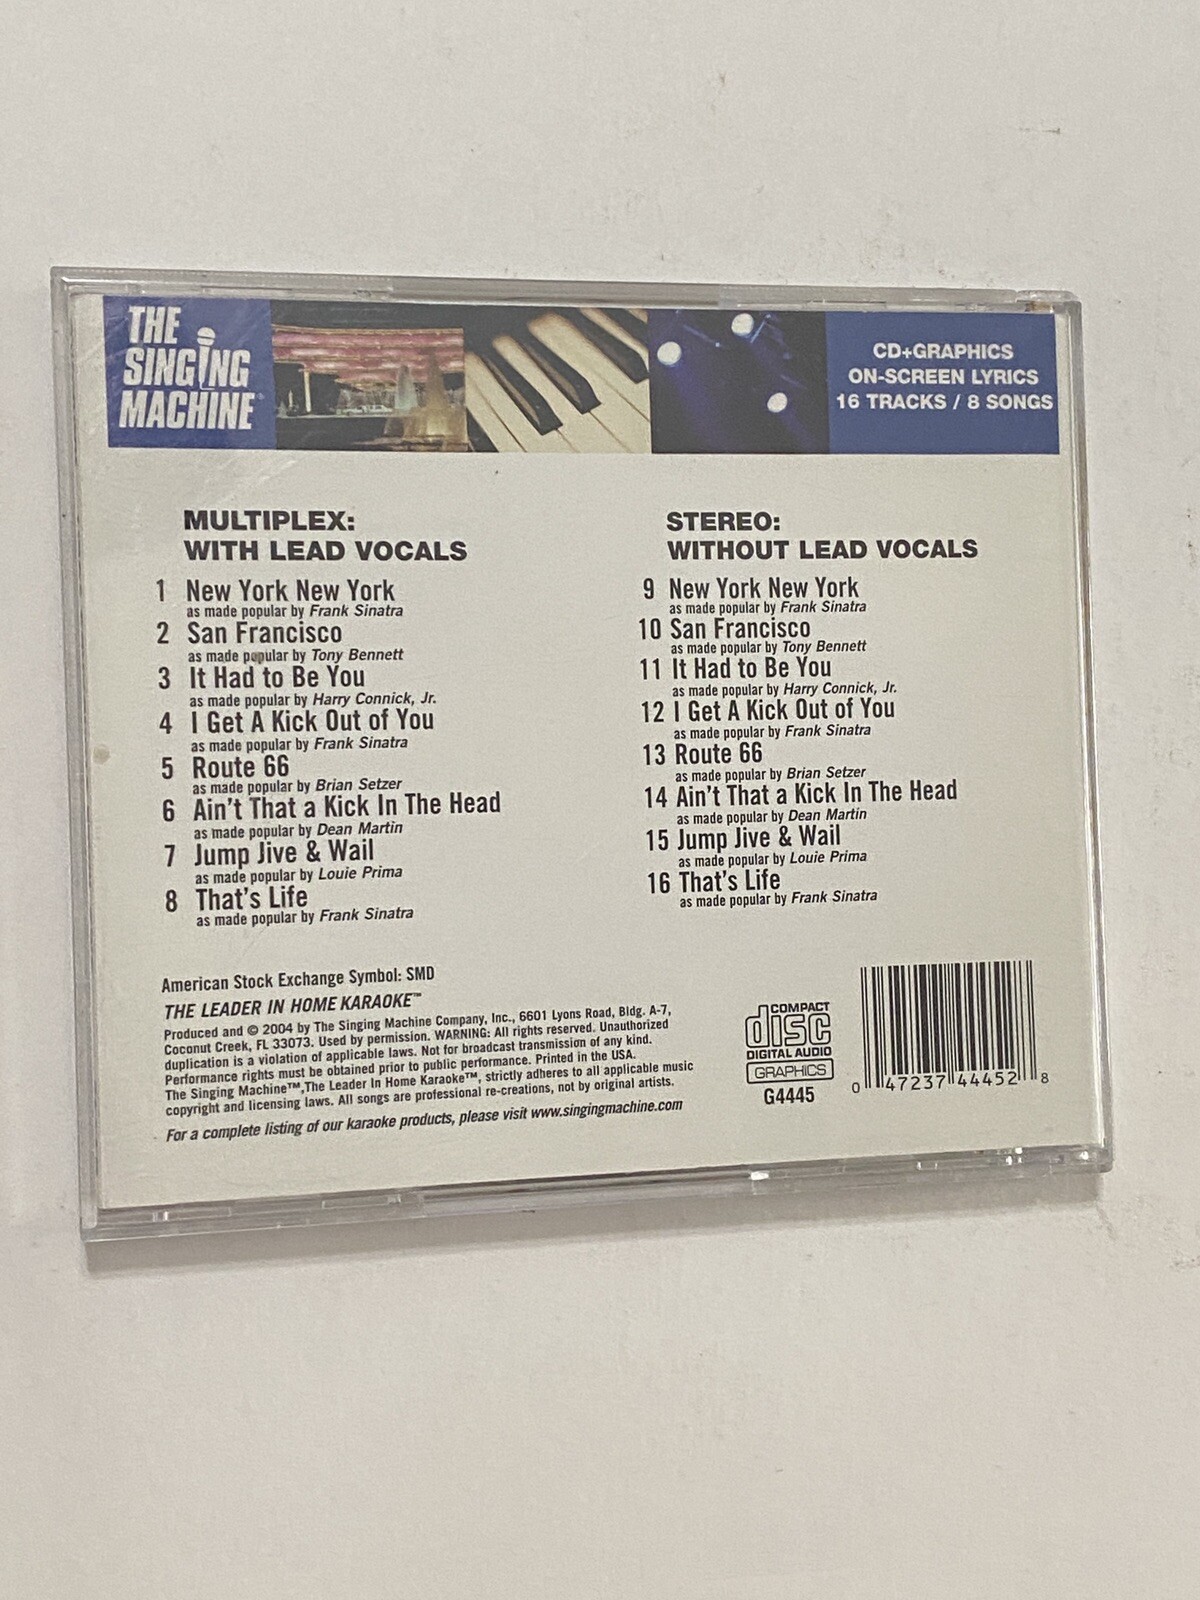 THE
SINGING
MACHINE®
CD+GRAPHICS
ON-SCREEN LYRICS
16 TRACKS / 8 SONGS
MULTIPLEX:
WITH LEAD VOCALS
1 New York New York
as made popular by Frank Sinatra
2 San Francisco
as made popular by Tony Bennett
3 It Had to Be You
as made popular by Harry Connick, Jr.
4 I Get A Kick Out of You
as made popular by Frank Sinatra
5 Route 66
as made popular by Brian Setzer
6 Ain't That a Kick In The Head
as made popular by Dean Martin
7 Jump Jive & Wail
as made popular by Louie Prima
8 That's Life
as made popular by Frank Sinatra
STEREO:
WITHOUT LEAD VOCALS
9 New York New York
as made popular by Frank Sinatra
10 San Francisco
as made popular by Tony Bennett
11 It Had to Be You
as made popular by Harry Connick, Jr.
12 I Get A Kick Out of You
as made popular by Frank Sinatra
13 Route 66
as made popular by Brian Setzer
14 Ain't That a Kick In The Head
as made popular by Dean Martin
15 Jump Jive & Wail
as made popular by Louie Prima
16 That's Life
as made popular by Frank Sinatra
American Stock Exchange Symbol: SMD
THE LEADER IN HOME KARAOKE™
Produced and © 2004 by The Singing Machine Company, Inc., 6601 Lyons Road, Bldg. A-7,
Coconut Creek, FL 33073. Used by permission. WARNING: All rights reserved. Unauthorized
duplication is a violation of applicable laws. Not for broadcast transmission of any kind.
Performance rights must be obtained prior to public performance. Printed in the USA.
The Singing Machine™,The Leader In Home Karaoke™, strictly adheres to all applicable music
copyright and licensing laws. All songs are professional re-creations, not by original artists.
For a complete listing of our karaoke products, please visit www.singingmachine.com
COMPACT
disc
DIGITAL AUDIO
GRAPHICS
G4445
0 47237 44452 8